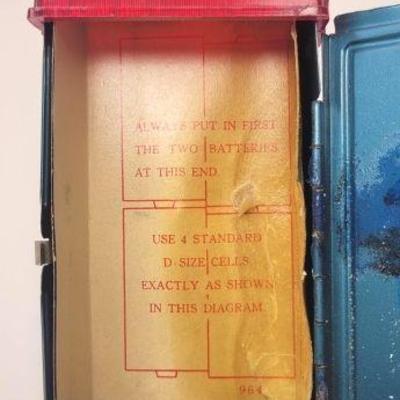 ALWAYS PUT IN FIRST
THE TWO BATTERIES
AT THIS END.
USE 4 STANDARD
D-SIZE CELLS
EXACTLY AS SHOWN
IN THIS DIAGRAM.
964